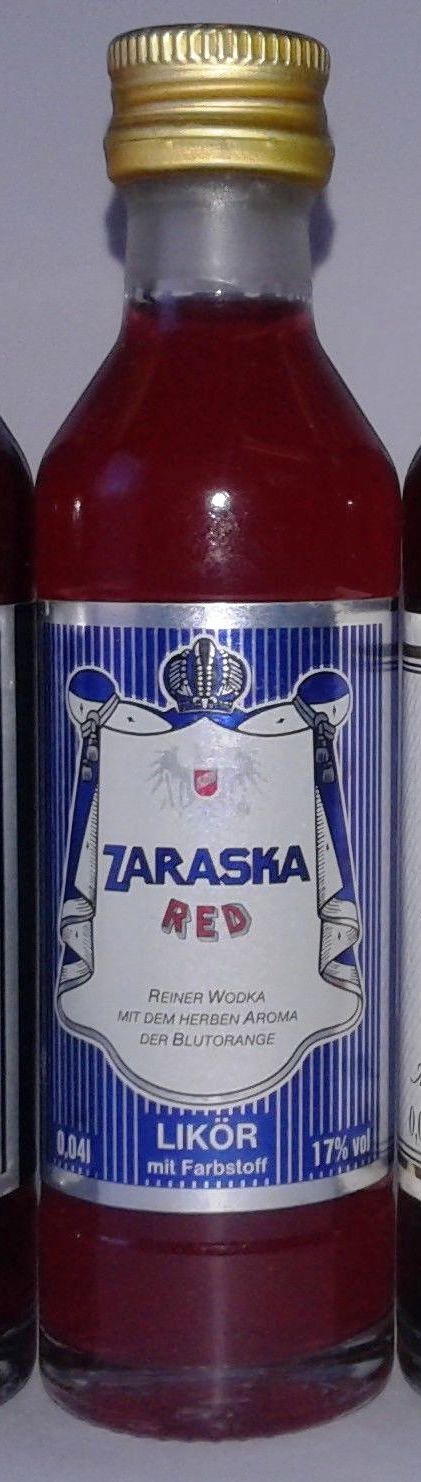 ZARASKA
RED
REINER WODKA
MIT DEM HERBEN AROMA
DER BLUTORANGE
LIKÖR
0,04l
mit Farbstoff
17% vol